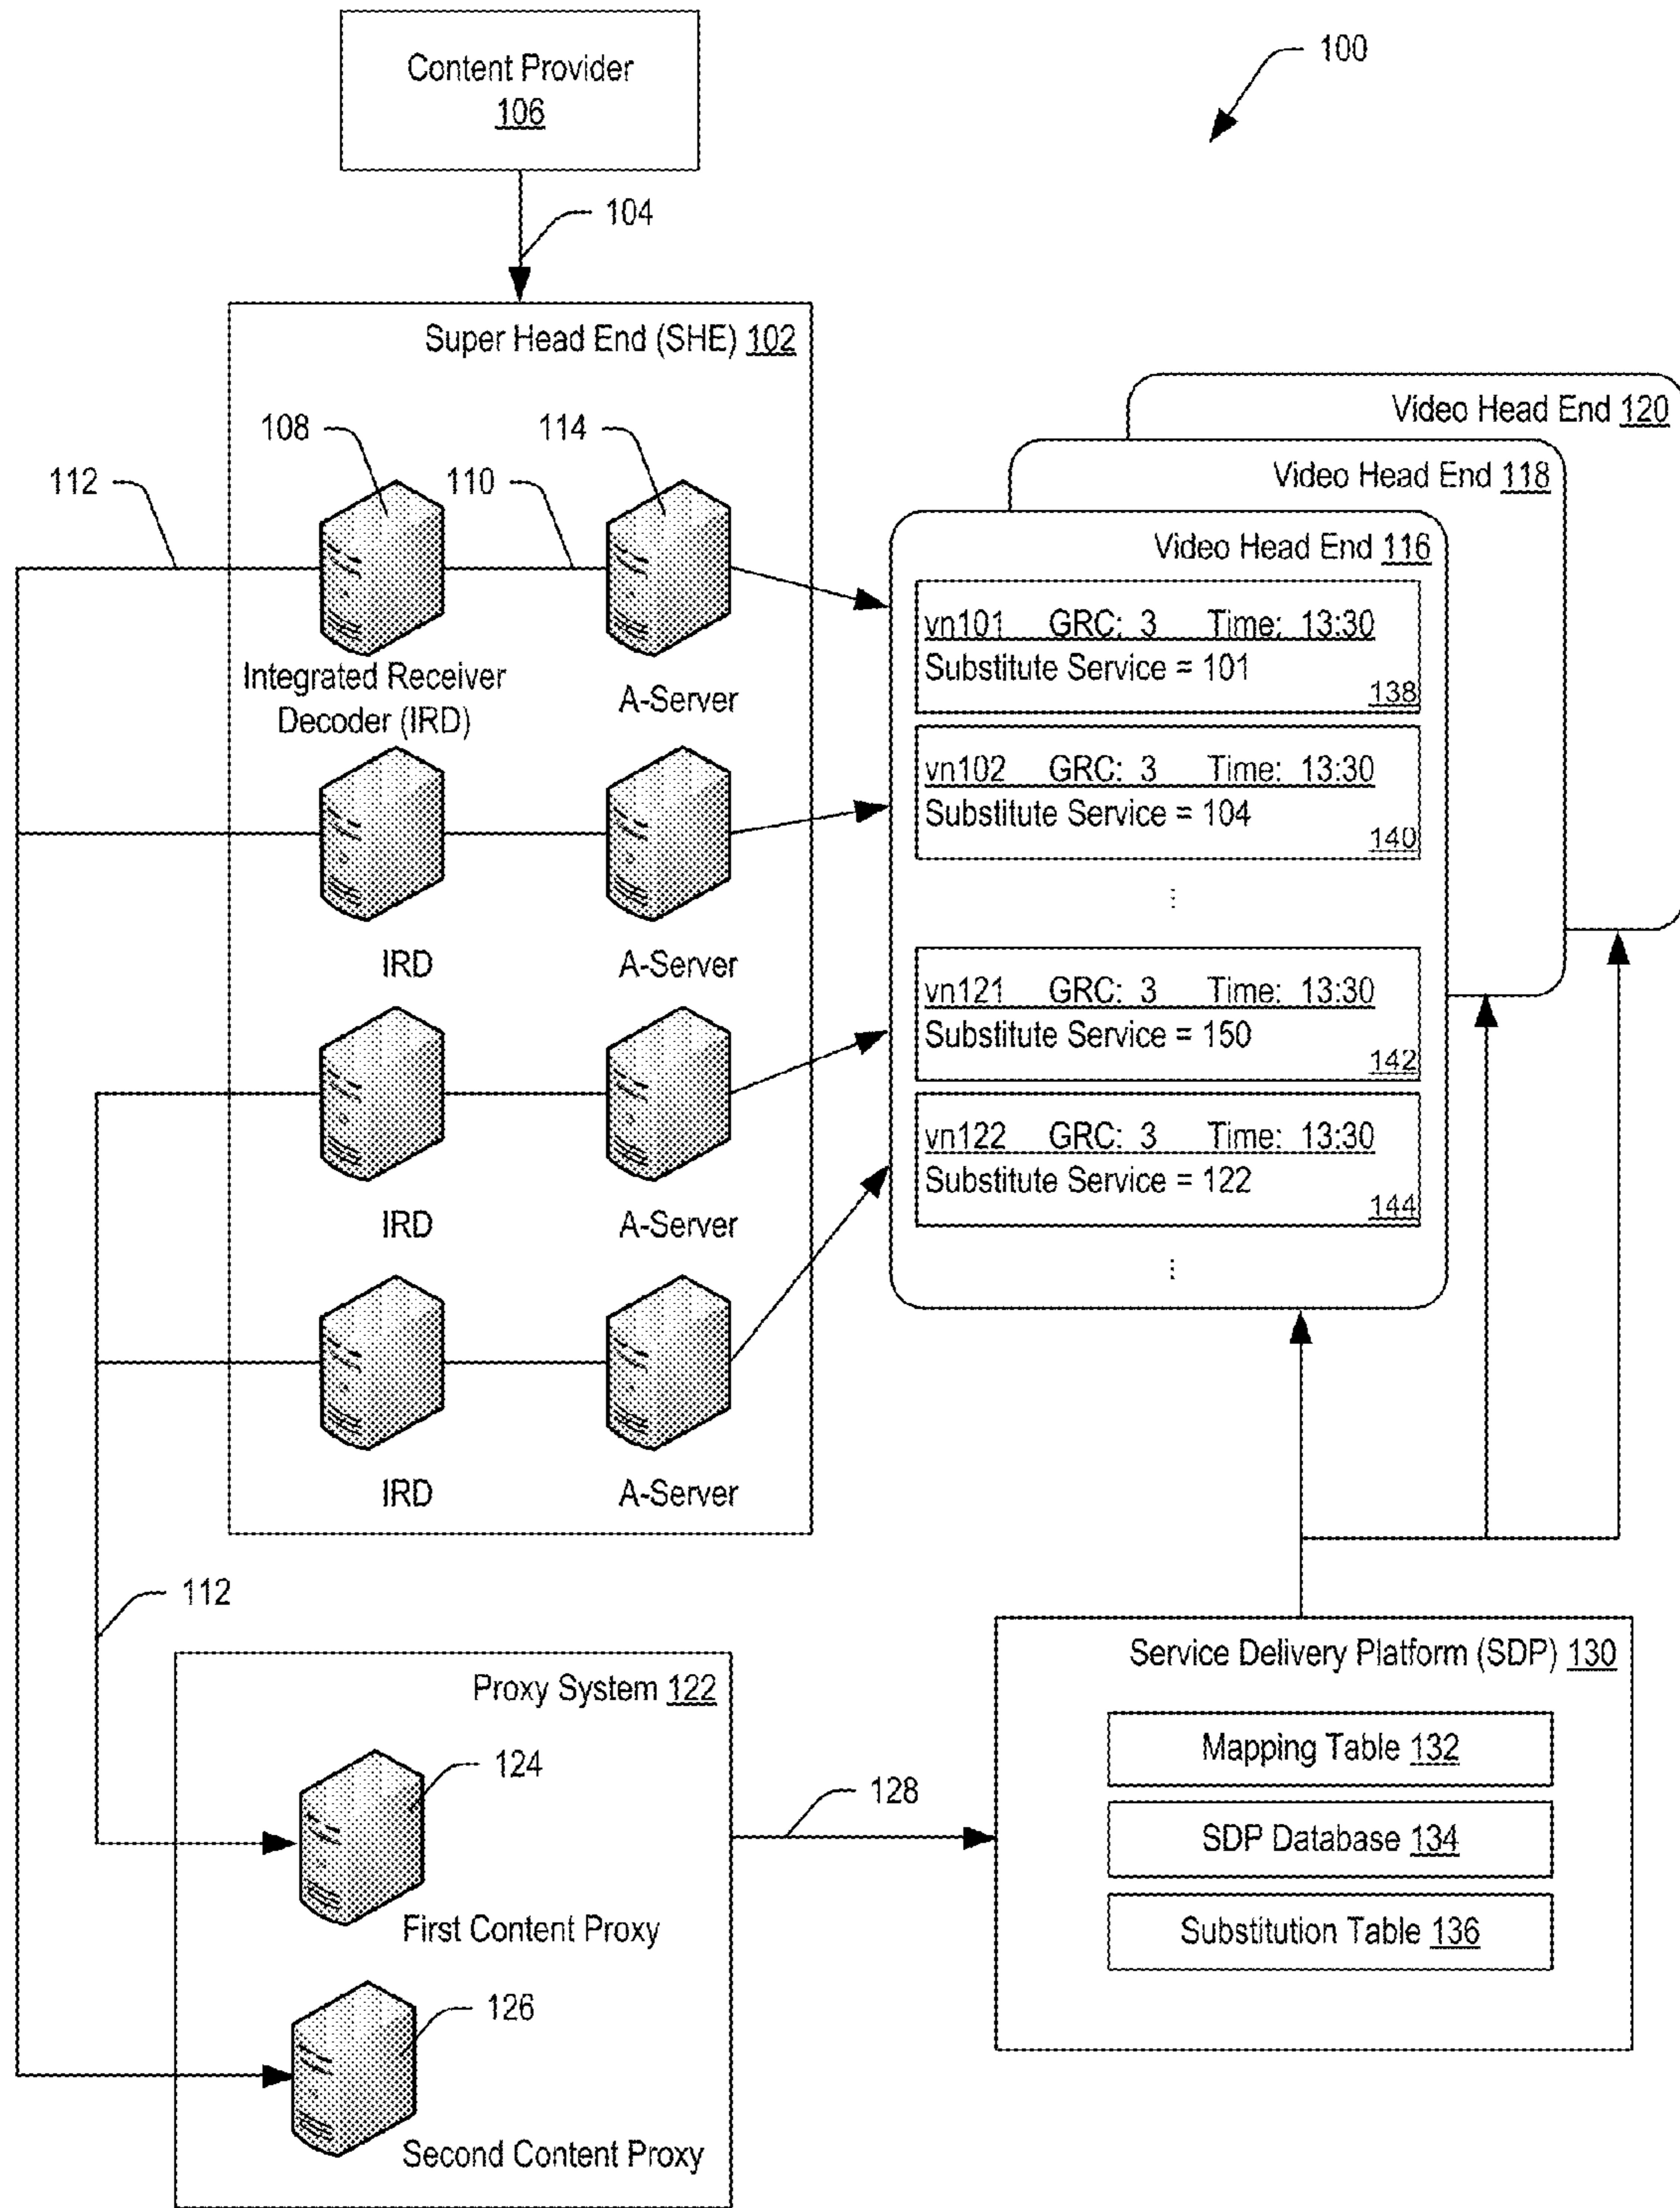 Content Provider
106
100
104
Super Head End (SHE) 102
108
114
112
110
Integrated Receiver
Decoder (IRD)
A-Server
IRD
A-Server
IRD
A-Server
IRD
A-Server
Video Head End 120
Video Head End 118
Video Head End 116
vn101 GRC: 3 Time: 13:30
Substitute Service = 101
138
vn102 GRC: 3 Time: 13:30
Substitute Service = 104
140
⋮
vn121 GRC: 3 Time: 13:30
Substitute Service = 150
142
vn122 GRC: 3 Time: 13:30
Substitute Service = 122
144
⋮
112
Proxy System 122
124
First Content Proxy
126
Second Content Proxy
128
Service Delivery Platform (SDP) 130
Mapping Table 132
SDP Database 134
Substitution Table 136